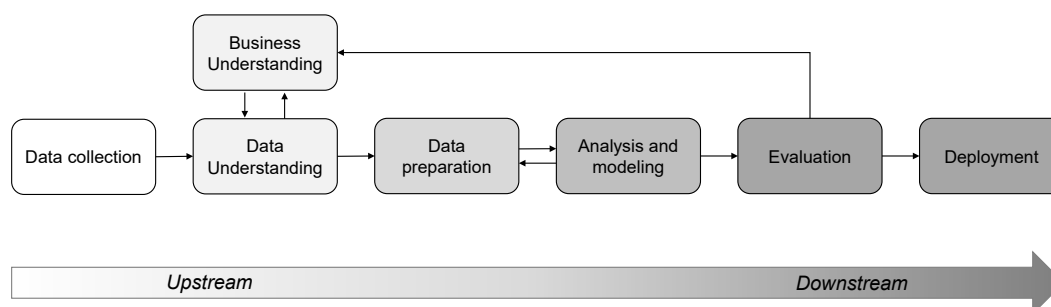 Business
Understanding
Data collection
Data
Understanding
Data
preparation
Analysis and
modeling
Evaluation
Deployment
Upstream
Downstream